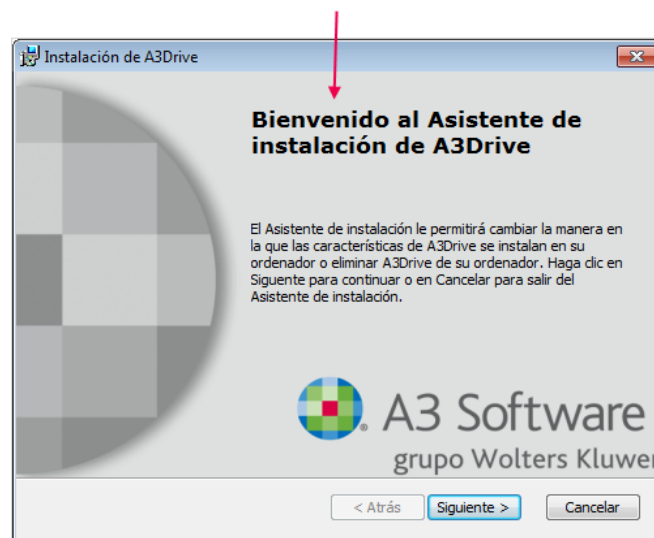 Instalación de A3Drive
Bienvenido al Asistente de
instalación de A3Drive
El Asistente de instalación le permitirá cambiar la manera en
la que las características de A3Drive se instalan en su
ordenador o eliminar A3Drive de su ordenador. Haga clic en
Siguente para continuar o en Cancelar para salir del
Asistente de instalación.
A3 Software
grupo Wolters Kluwer
< Atrás
Siguiente >
Cancelar